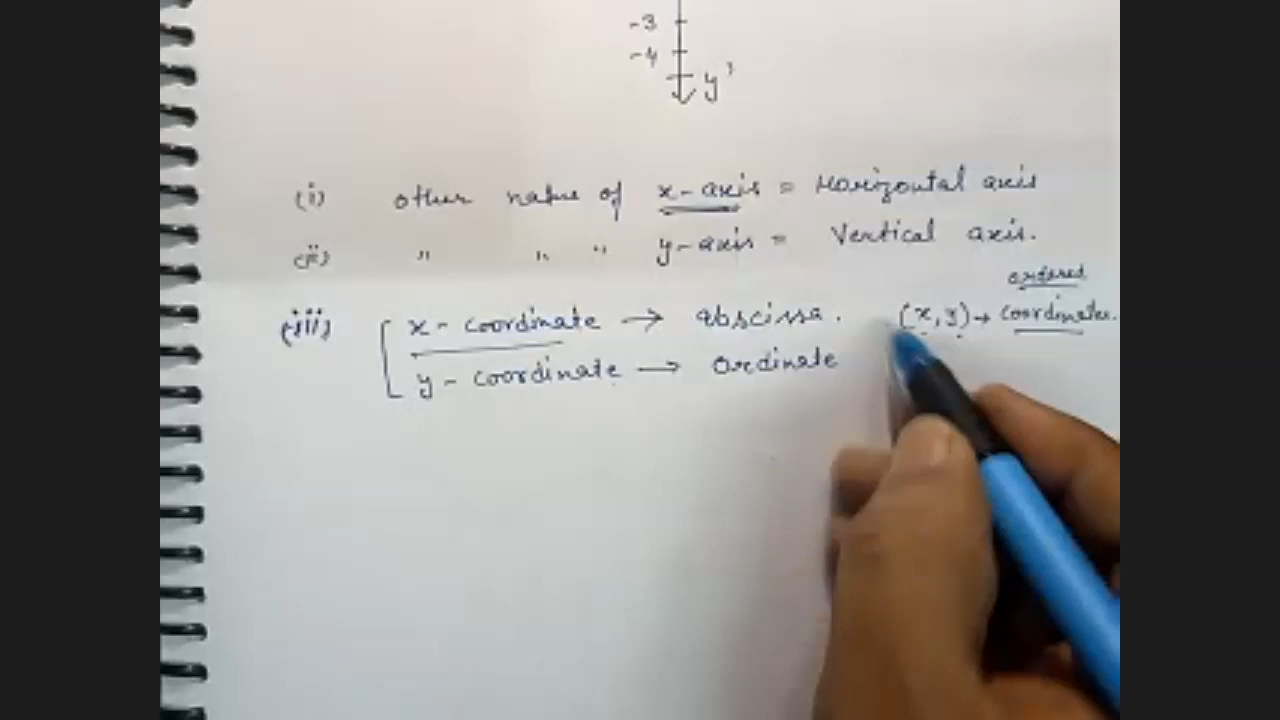 -3
-4
y'
(i) other name of x-axis = Horizontal axis
(ii) " " " y-axis = Vertical axis.
ordered
(iii) x-coordinate → abscissa. (x,y) → coordinates.
y-coordinate → ordinate